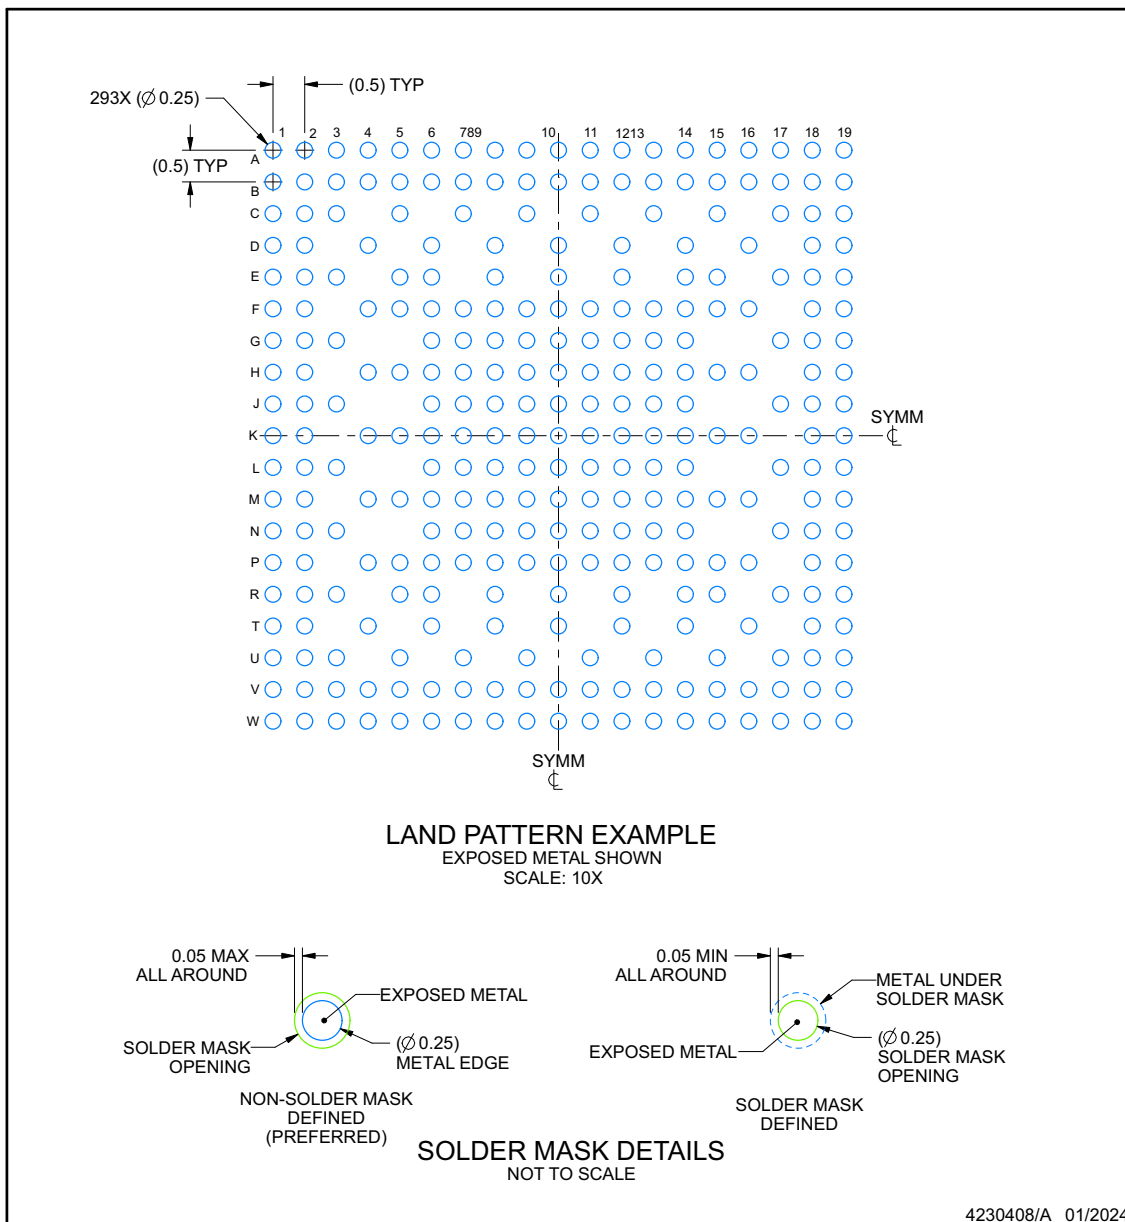 (0.5) TYP
293X (∅ 0.25)
1 2 3 4 5 6 789 10 11 1213 14 15 16 17 18 19
A
(0.5) TYP
B
C
D
E
F
G
H
J
SYMM
K
℄
L
M
N
P
R
T
U
V
W
SYMM
℄
LAND PATTERN EXAMPLE
EXPOSED METAL SHOWN
SCALE: 10X
0.05 MAX
ALL AROUND
EXPOSED METAL
SOLDER MASK
OPENING
(∅ 0.25)
METAL EDGE
NON-SOLDER MASK
DEFINED
(PREFERRED)
0.05 MIN
ALL AROUND
METAL UNDER
SOLDER MASK
EXPOSED METAL
(∅ 0.25)
SOLDER MASK
OPENING
SOLDER MASK
DEFINED
SOLDER MASK DETAILS
NOT TO SCALE
4230408/A 01/2024